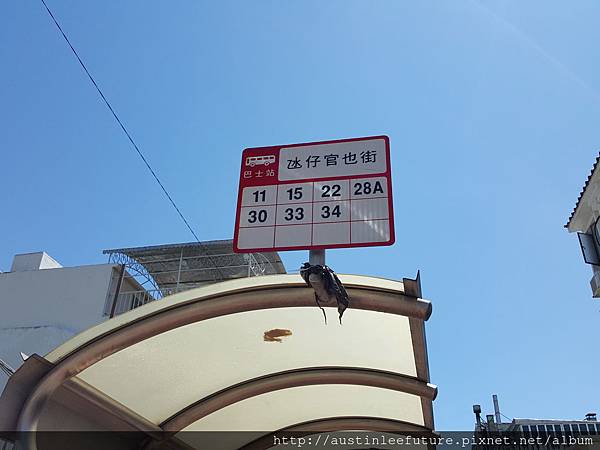 氹仔官也街
巴士站
11 15 22 28A
30 33 34
http://austinleefuture.pixnet.net/album